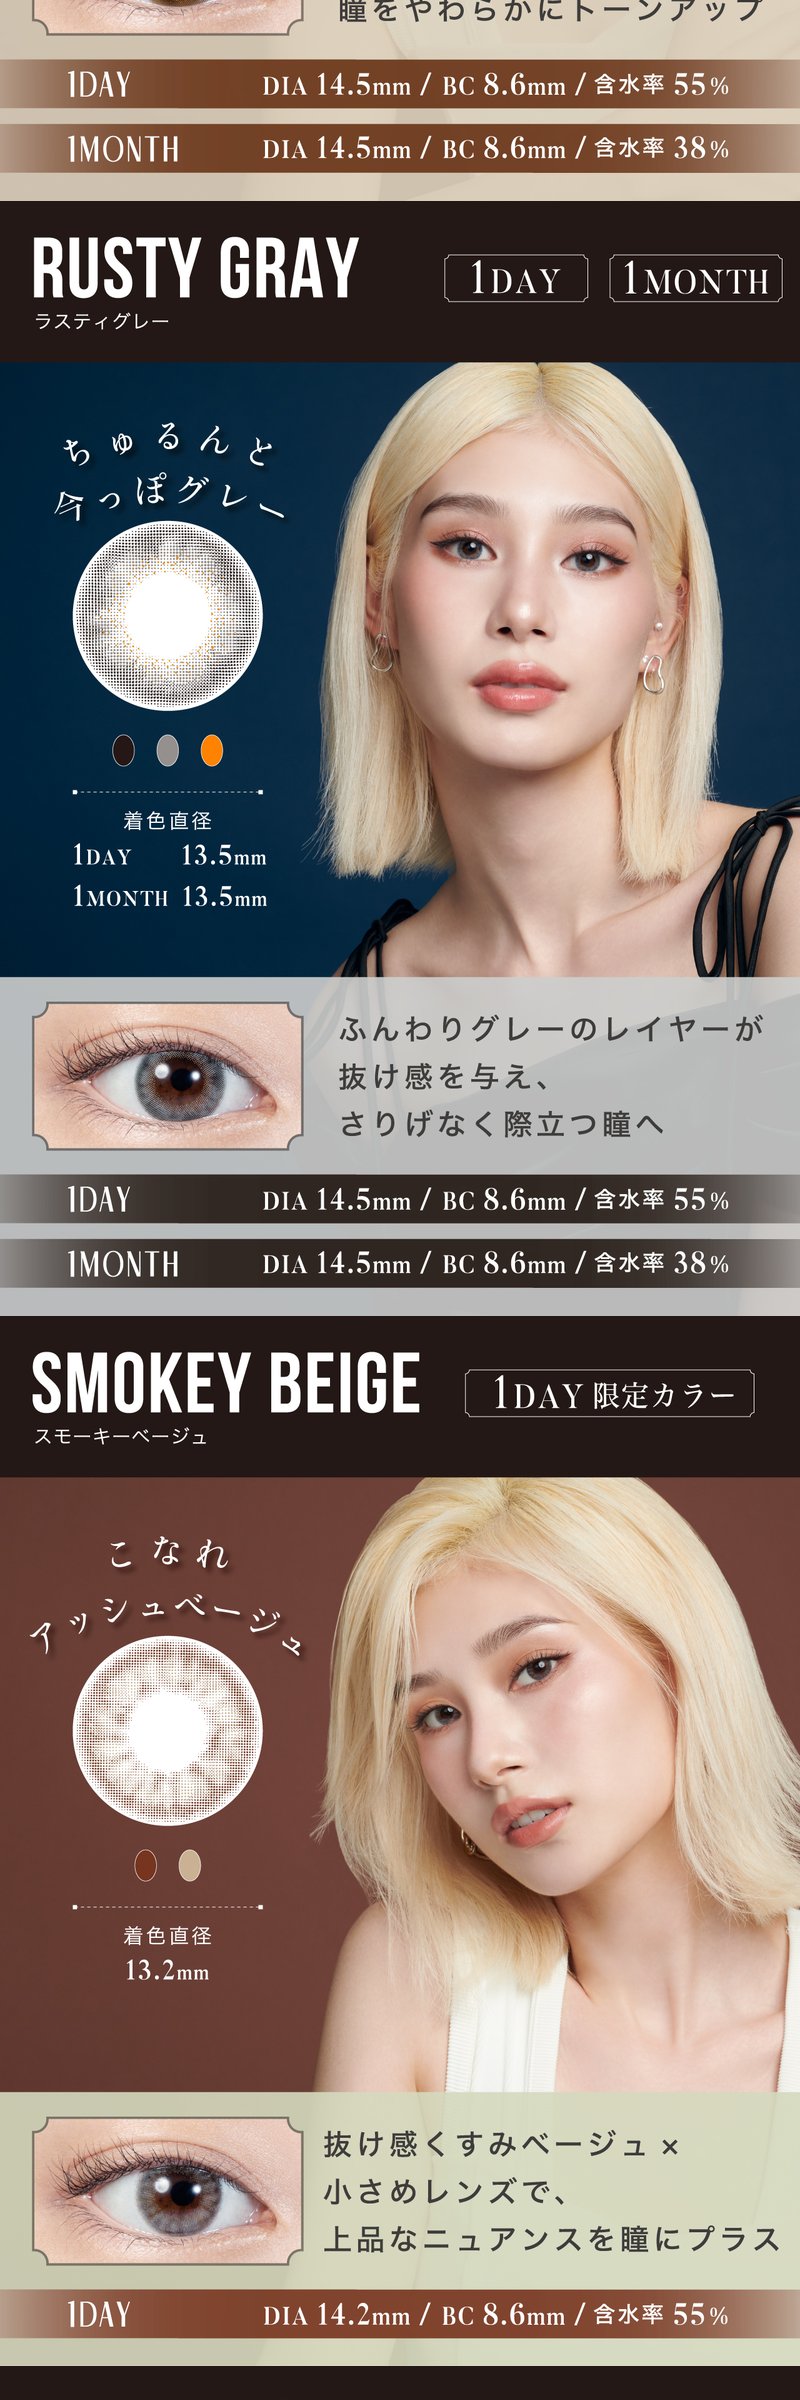 瞳をやわらかにトーンアップ
1DAY DIA 14.5mm / BC 8.6mm / 含水率 55%
1MONTH DIA 14.5mm / BC 8.6mm / 含水率 38%
RUSTY GRAY
ラスティグレー
1DAY 1MONTH
ちゅるんと
今っぽグレー
着色直径
1DAY 13.5mm
1MONTH 13.5mm
ふんわりグレーのレイヤーが
抜け感を与え、
さりげなく際立つ瞳へ
1DAY DIA 14.5mm / BC 8.6mm / 含水率 55%
1MONTH DIA 14.5mm / BC 8.6mm / 含水率 38%
SMOKEY BEIGE
スモーキーベージュ
1DAY 限定カラー
こなれ
アッシュベージュ
着色直径
13.2mm
抜け感くすみベージュ ×
小さめレンズで、
上品なニュアンスを瞳にプラス
1DAY DIA 14.2mm / BC 8.6mm / 含水率 55%